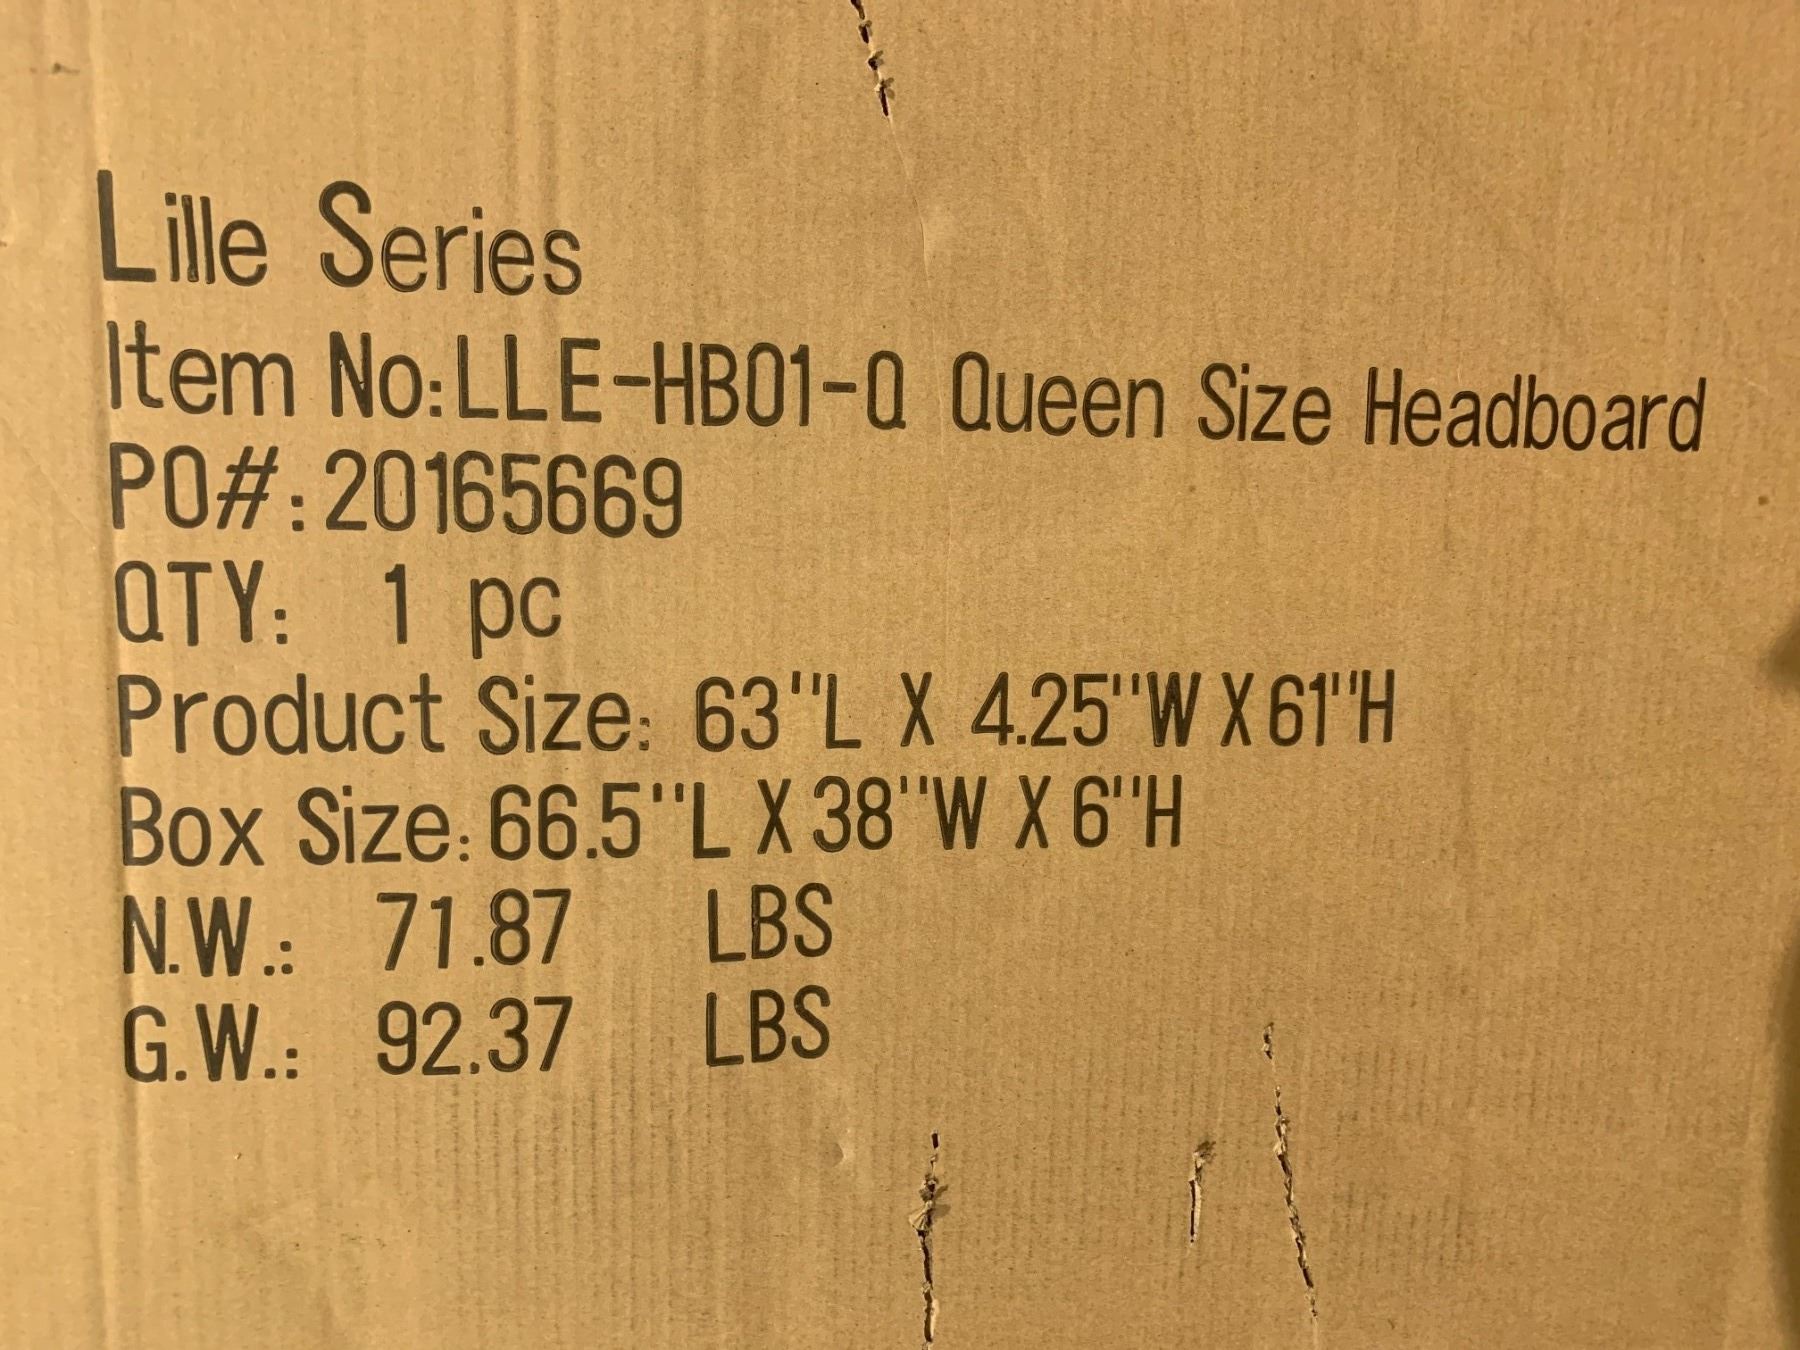 Lille Series
Item No:LLE-HB01-Q Queen Size Headboard
PO#:20165669
QTY: 1 pc
Product Size: 63"L X 4.25"W X 61"H
Box Size: 66.5"L X 38"W X 6"H
N.W.: 71.87 LBS
G.W.: 92.37 LBS